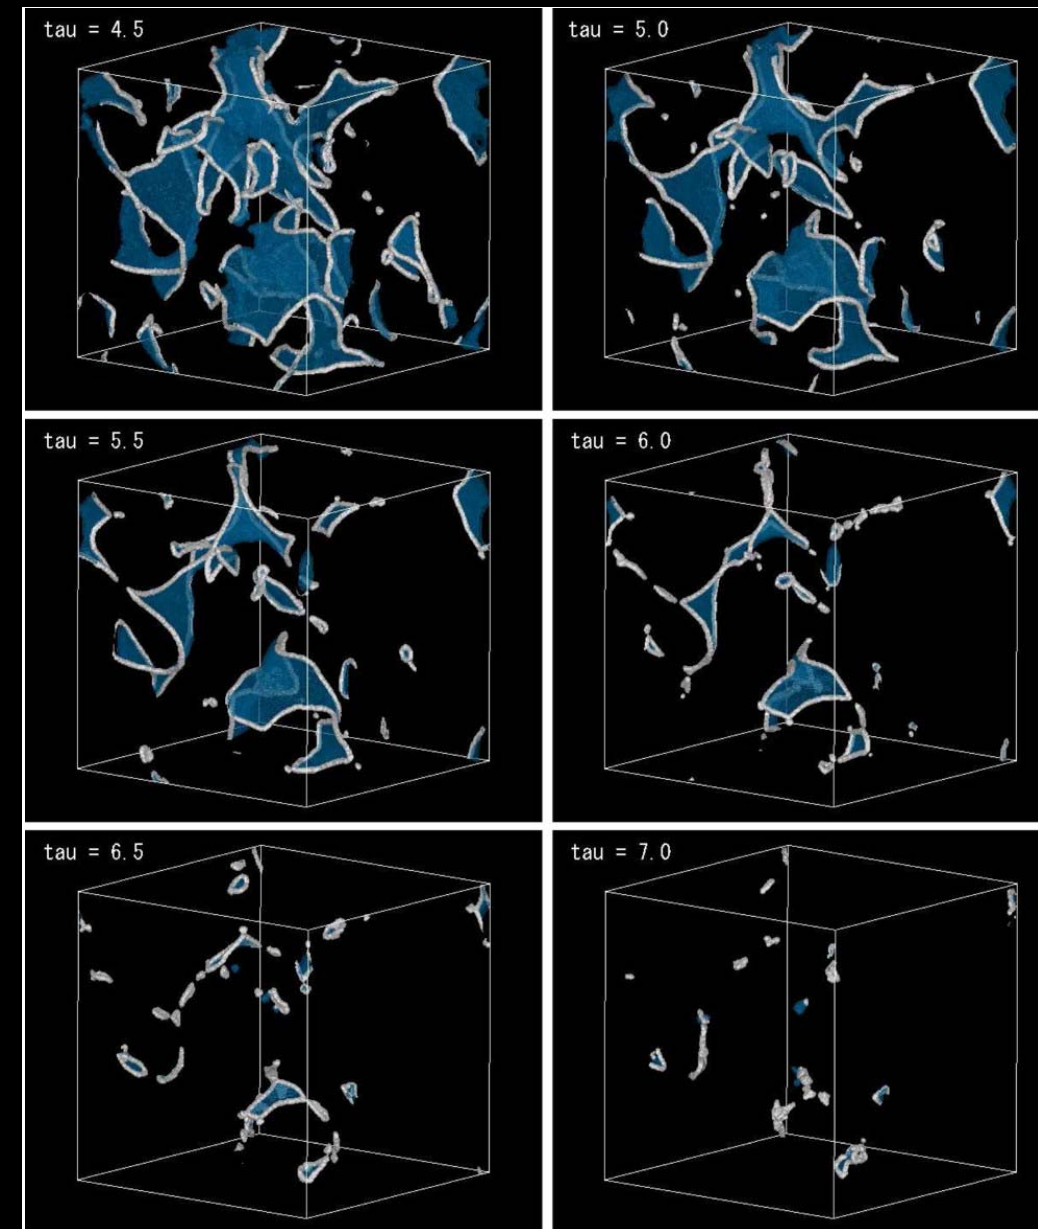 tau = 4.5
tau = 5.0
tau = 5.5
tau = 6.0
tau = 6.5
tau = 7.0